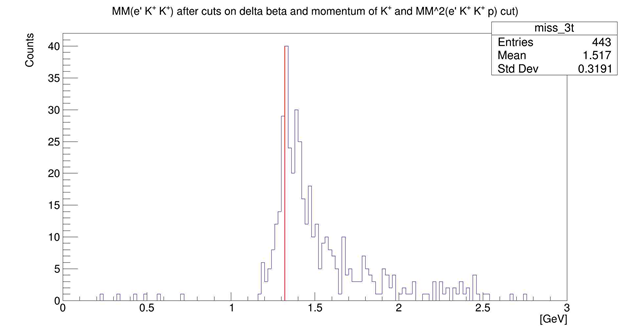 MM(e' K⁺ K⁺) after cuts on delta beta and momentum of K⁺ and MM^2(e' K⁺ K⁺ p) cut)
miss_3t
Entries 443
Mean 1.517
Std Dev 0.3191
Counts
40
35
30
25
20
15
10
5
0
0 0.5 1 1.5 2 2.5 3
[GeV]